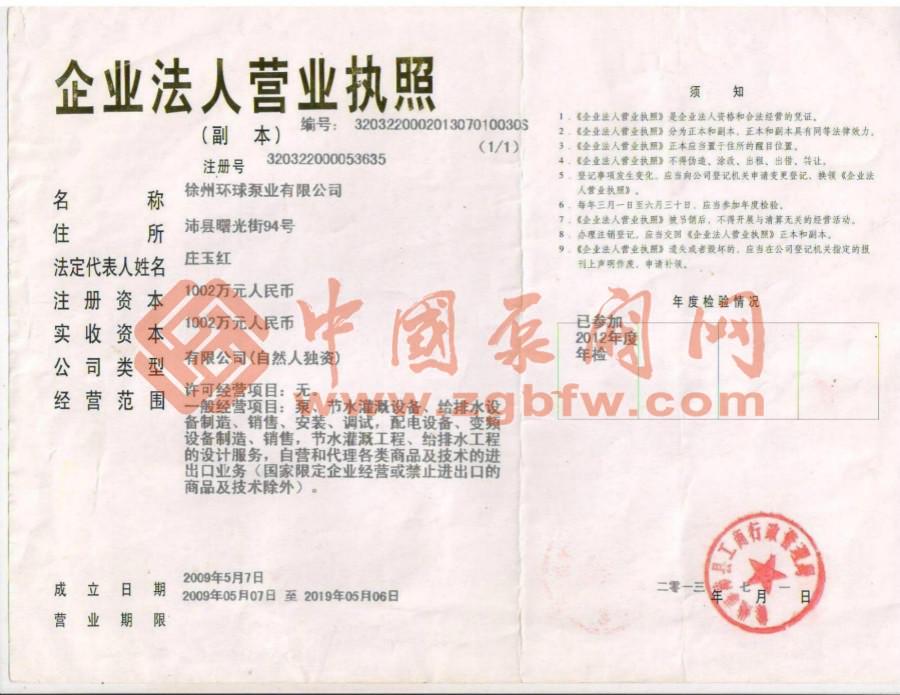 企业法人营业执照
（副 本）
编号： 320322000201307010030S
（1/1）
注册号 320322000053635
名 称 徐州环球泵业有限公司
住 所 沛县曙光街94号
法定代表人姓名 庄玉红
注 册 资 本 1002万元人民币
实 收 资 本 1002万元人民币
公 司 类 型 有限公司(自然人独资)
经 营 范 围 许可经营项目：无
一般经营项目：泵、节水灌溉设备、给排水设
备制造、销售、安装、调试，配电设备、变频
设备制造、销售，节水灌溉工程、给排水工程
的设计服务，自营和代理各类商品及技术的进
出口业务（国家限定企业经营或禁止进出口的
商品及技术除外）。
成 立 日 期 2009年5月7日
营 业 期 限 2009年05月07日 至 2019年05月06日
须 知
1．《企业法人营业执照》是企业法人资格和合法经营的凭证。
2．《企业法人营业执照》分为正本和副本，正本和副本具有同等法律效力。
3．《企业法人营业执照》正本应当置于住所的醒目位置。
4．《企业法人营业执照》不得伪造、涂改、出租、出借、转让。
5．登记事项发生变化，应当向公司登记机关申请变更登记，换领《企业法
人营业执照》。
6．每年三月一日至六月三十日，应当参加年度检验。
7．《企业法人营业执照》被吊销后，不得开展与清算无关的经营活动。
8．办理注销登记，应当交回《企业法人营业执照》正本和副本。
9．《企业法人营业执照》遗失或者毁坏的，应当在公司登记机关指定的报
刊上声明作废，申请补领。
年度检验情况
已参加
2012年度
年检
中国泵阀网
www.zgbfw.com
县工商行政管理局
二零一三 年 七 月 一 日